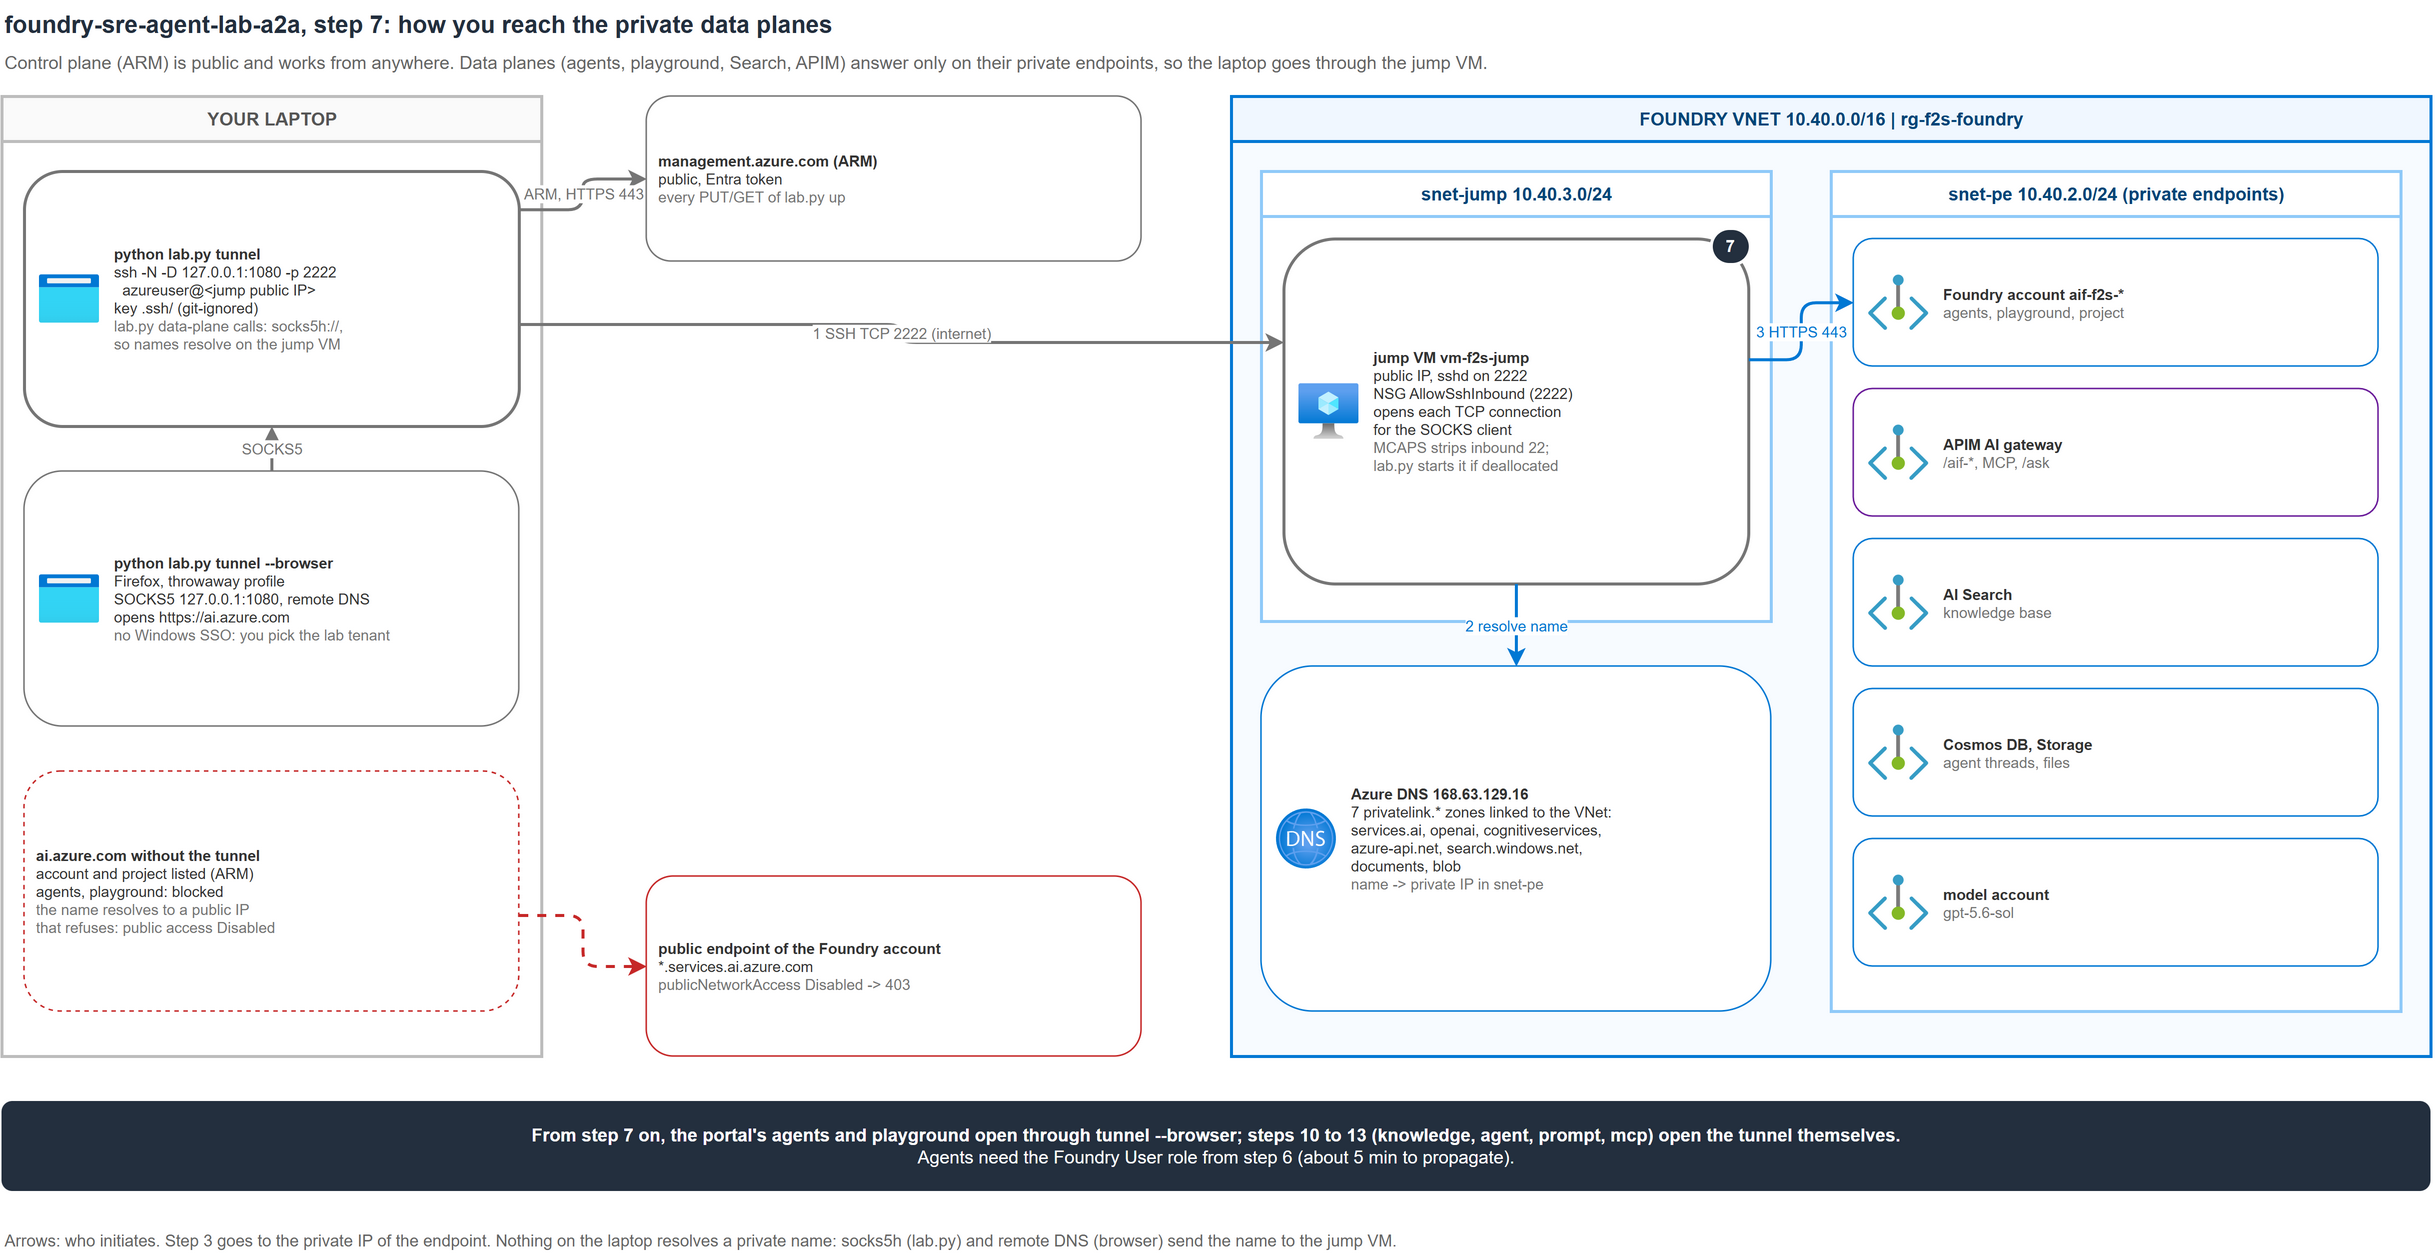 foundry-sre-agent-lab-a2a, step 7: how you reach the private data planes
Control plane (ARM) is public and works from anywhere. Data planes (agents, playground, Search, APIM) answer only on their private endpoints, so the laptop goes through the jump VM.
YOUR LAPTOP
python lab.py tunnel
ssh -N -D 127.0.0.1:1080 -p 2222
azureuser@<jump public IP>
key .ssh/ (git-ignored)
lab.py data-plane calls: socks5h://,
so names resolve on the jump VM
SOCKS5
python lab.py tunnel --browser
Firefox, throwaway profile
SOCKS5 127.0.0.1:1080, remote DNS
opens https://ai.azure.com
no Windows SSO: you pick the lab tenant
ai.azure.com without the tunnel
account and project listed (ARM)
agents, playground: blocked
the name resolves to a public IP
that refuses: public access Disabled
ARM, HTTPS 443
management.azure.com (ARM)
public, Entra token
every PUT/GET of lab.py up
1 SSH TCP 2222 (internet)
public endpoint of the Foundry account
*.services.ai.azure.com
publicNetworkAccess Disabled -> 403
FOUNDRY VNET 10.40.0.0/16 | rg-f2s-foundry
snet-jump 10.40.3.0/24
7
jump VM vm-f2s-jump
public IP, sshd on 2222
NSG AllowSshInbound (2222)
opens each TCP connection
for the SOCKS client
MCAPS strips inbound 22;
lab.py starts it if deallocated
2 resolve name
DNS
Azure DNS 168.63.129.16
7 privatelink.* zones linked to the VNet:
services.ai, openai, cognitiveservices,
azure-api.net, search.windows.net,
documents, blob
name -> private IP in snet-pe
3 HTTPS 443
snet-pe 10.40.2.0/24 (private endpoints)
Foundry account aif-f2s-*
agents, playground, project
APIM AI gateway
/aif-*, MCP, /ask
AI Search
knowledge base
Cosmos DB, Storage
agent threads, files
model account
gpt-5.6-sol
From step 7 on, the portal's agents and playground open through tunnel --browser; steps 10 to 13 (knowledge, agent, prompt, mcp) open the tunnel themselves.
Agents need the Foundry User role from step 6 (about 5 min to propagate).
Arrows: who initiates. Step 3 goes to the private IP of the endpoint. Nothing on the laptop resolves a private name: socks5h (lab.py) and remote DNS (browser) send the name to the jump VM.